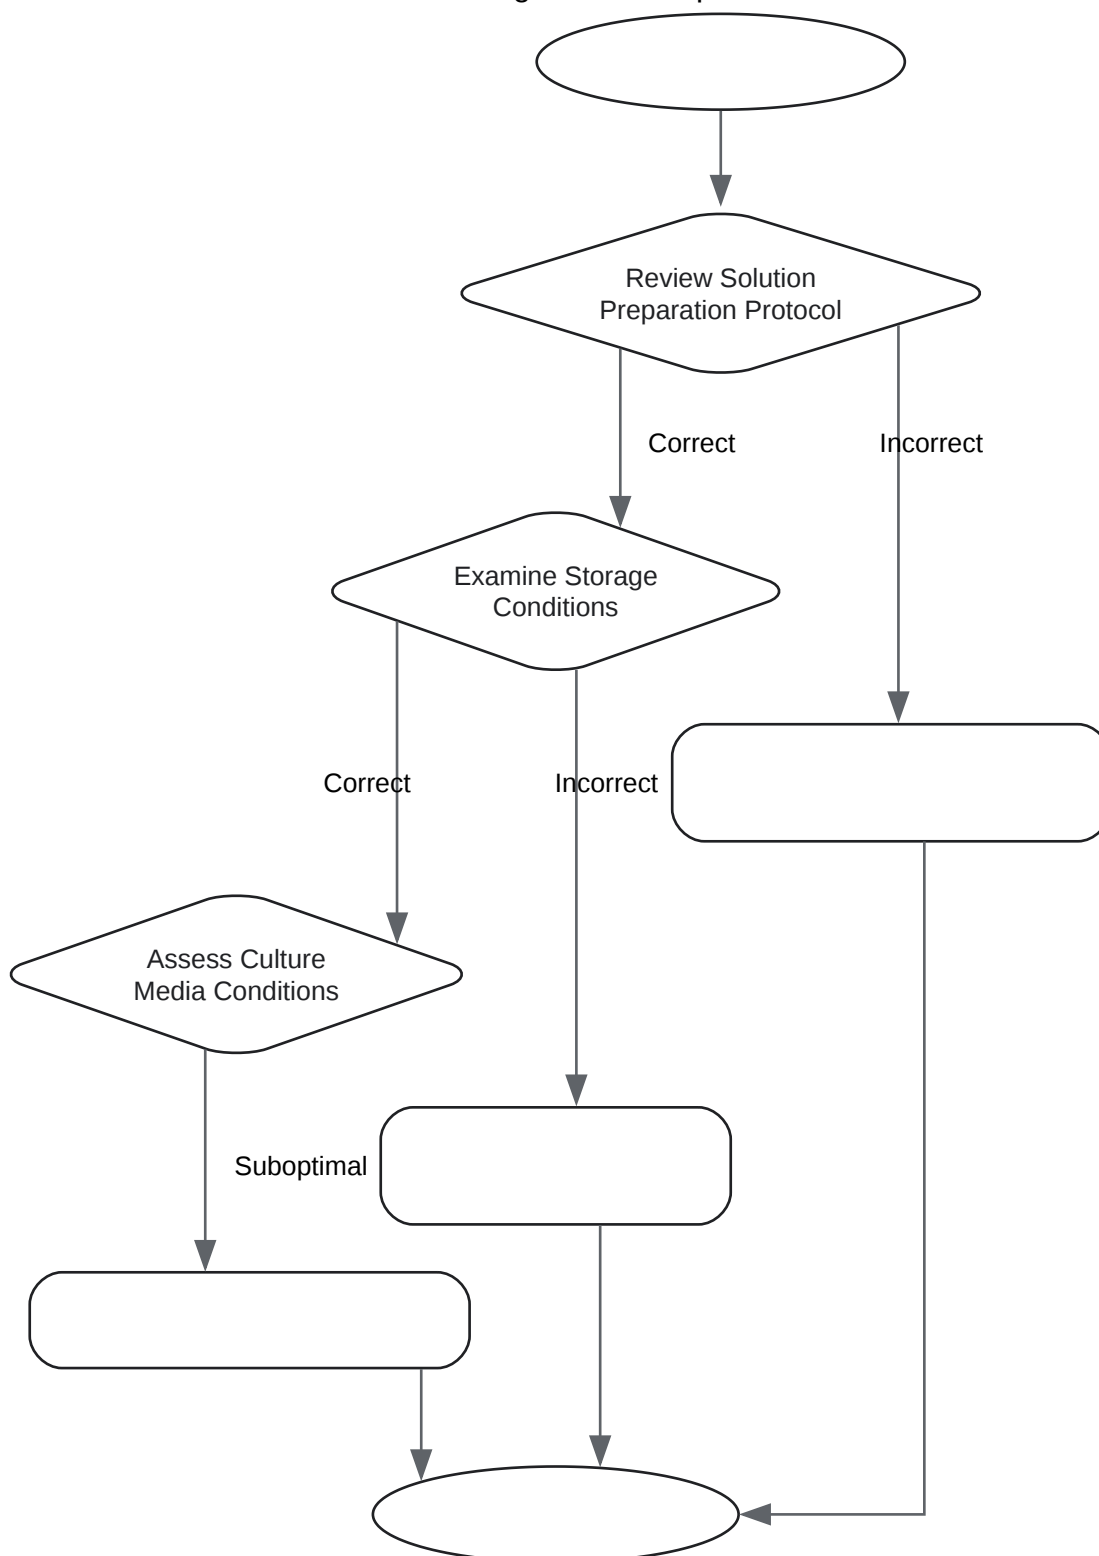 Review Solution
Preparation Protocol
Correct
Incorrect
Examine Storage
Conditions
Correct
Incorrect
Assess Culture
Media Conditions
Suboptimal